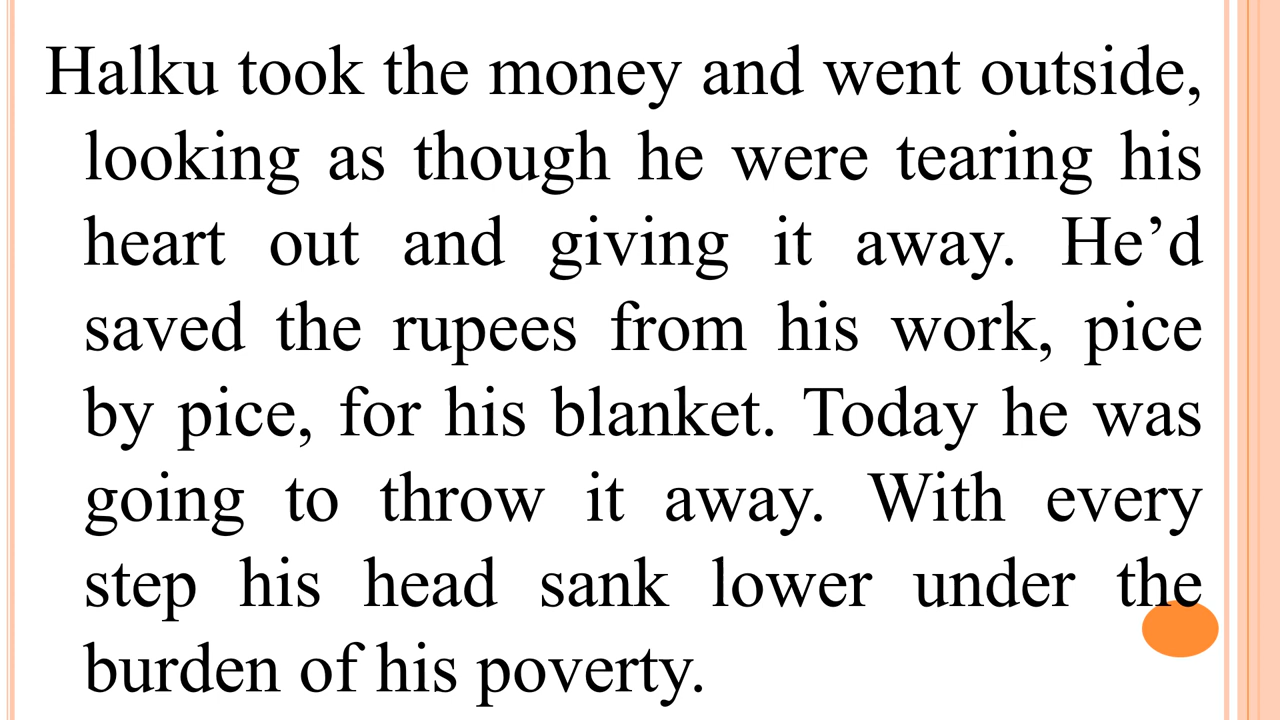 Halku took the money and went outside,
looking as though he were tearing his
heart out and giving it away. He’d
saved the rupees from his work, pice
by pice, for his blanket. Today he was
going to throw it away. With every
step his head sank lower under the
burden of his poverty.